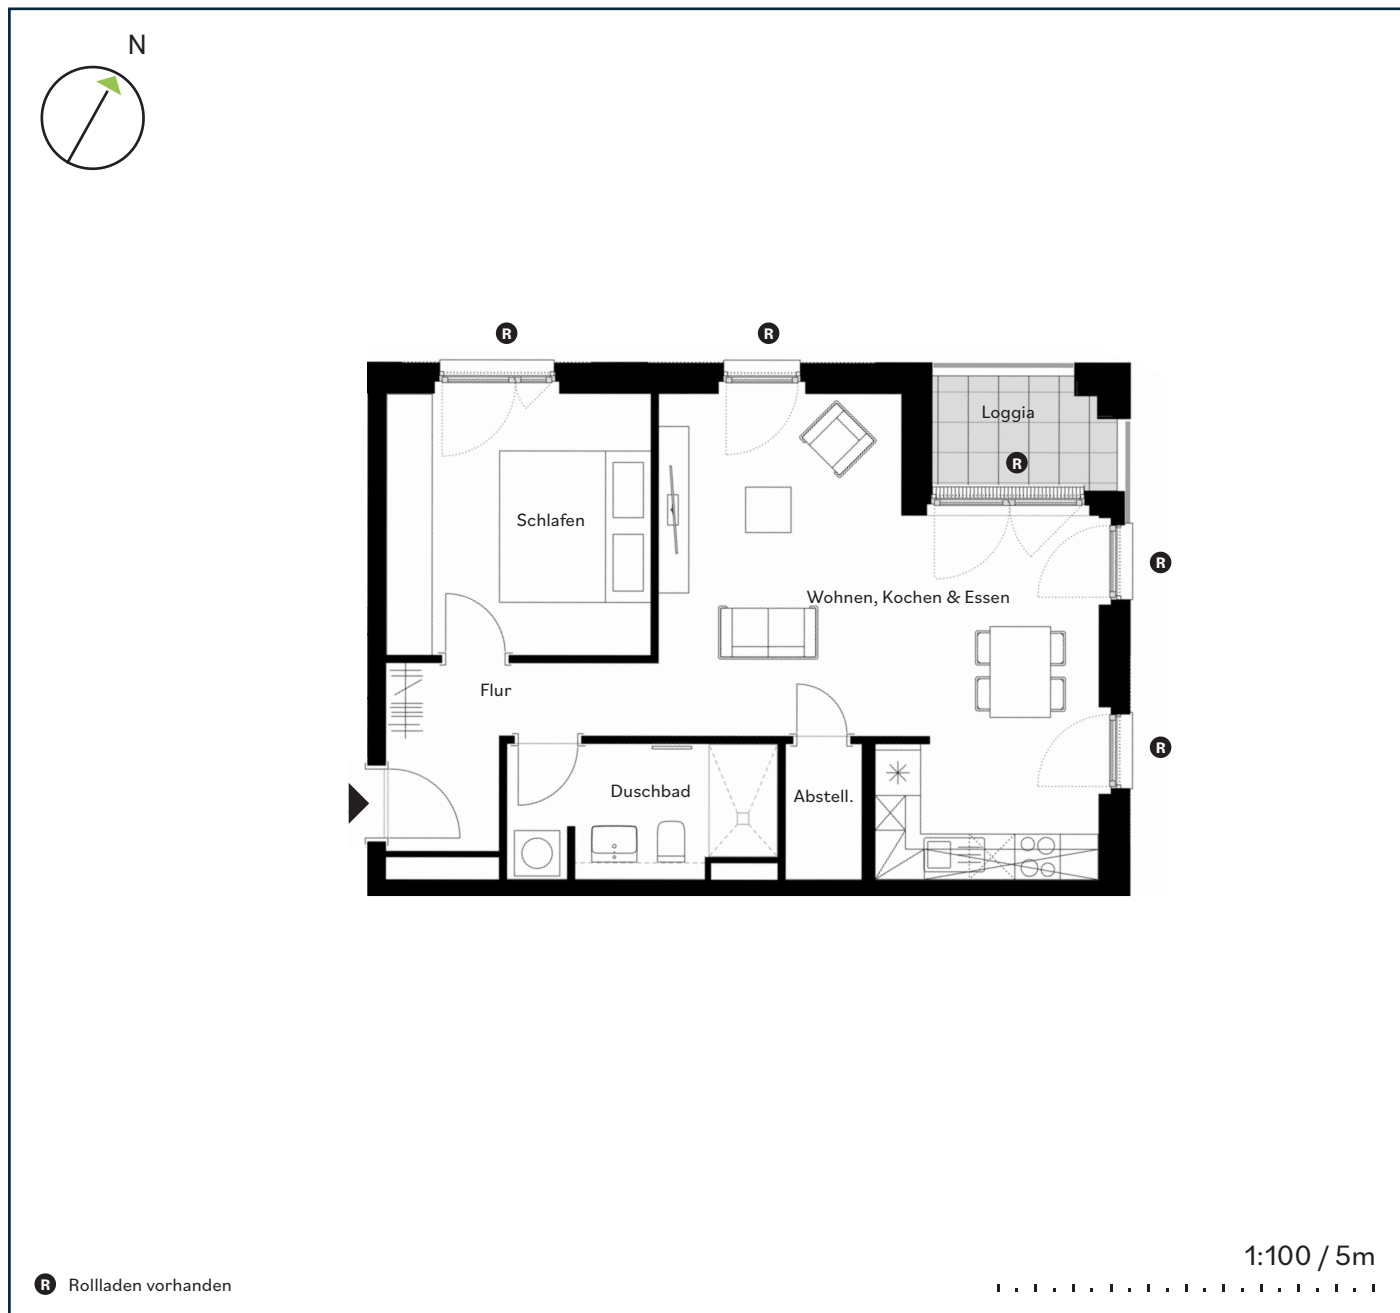 N
R
R
Loggia
R
Schlafen
R
Wohnen, Kochen & Essen
Flur
R
Duschbad
Abstell.
1:100 / 5m
R Rollladen vorhanden